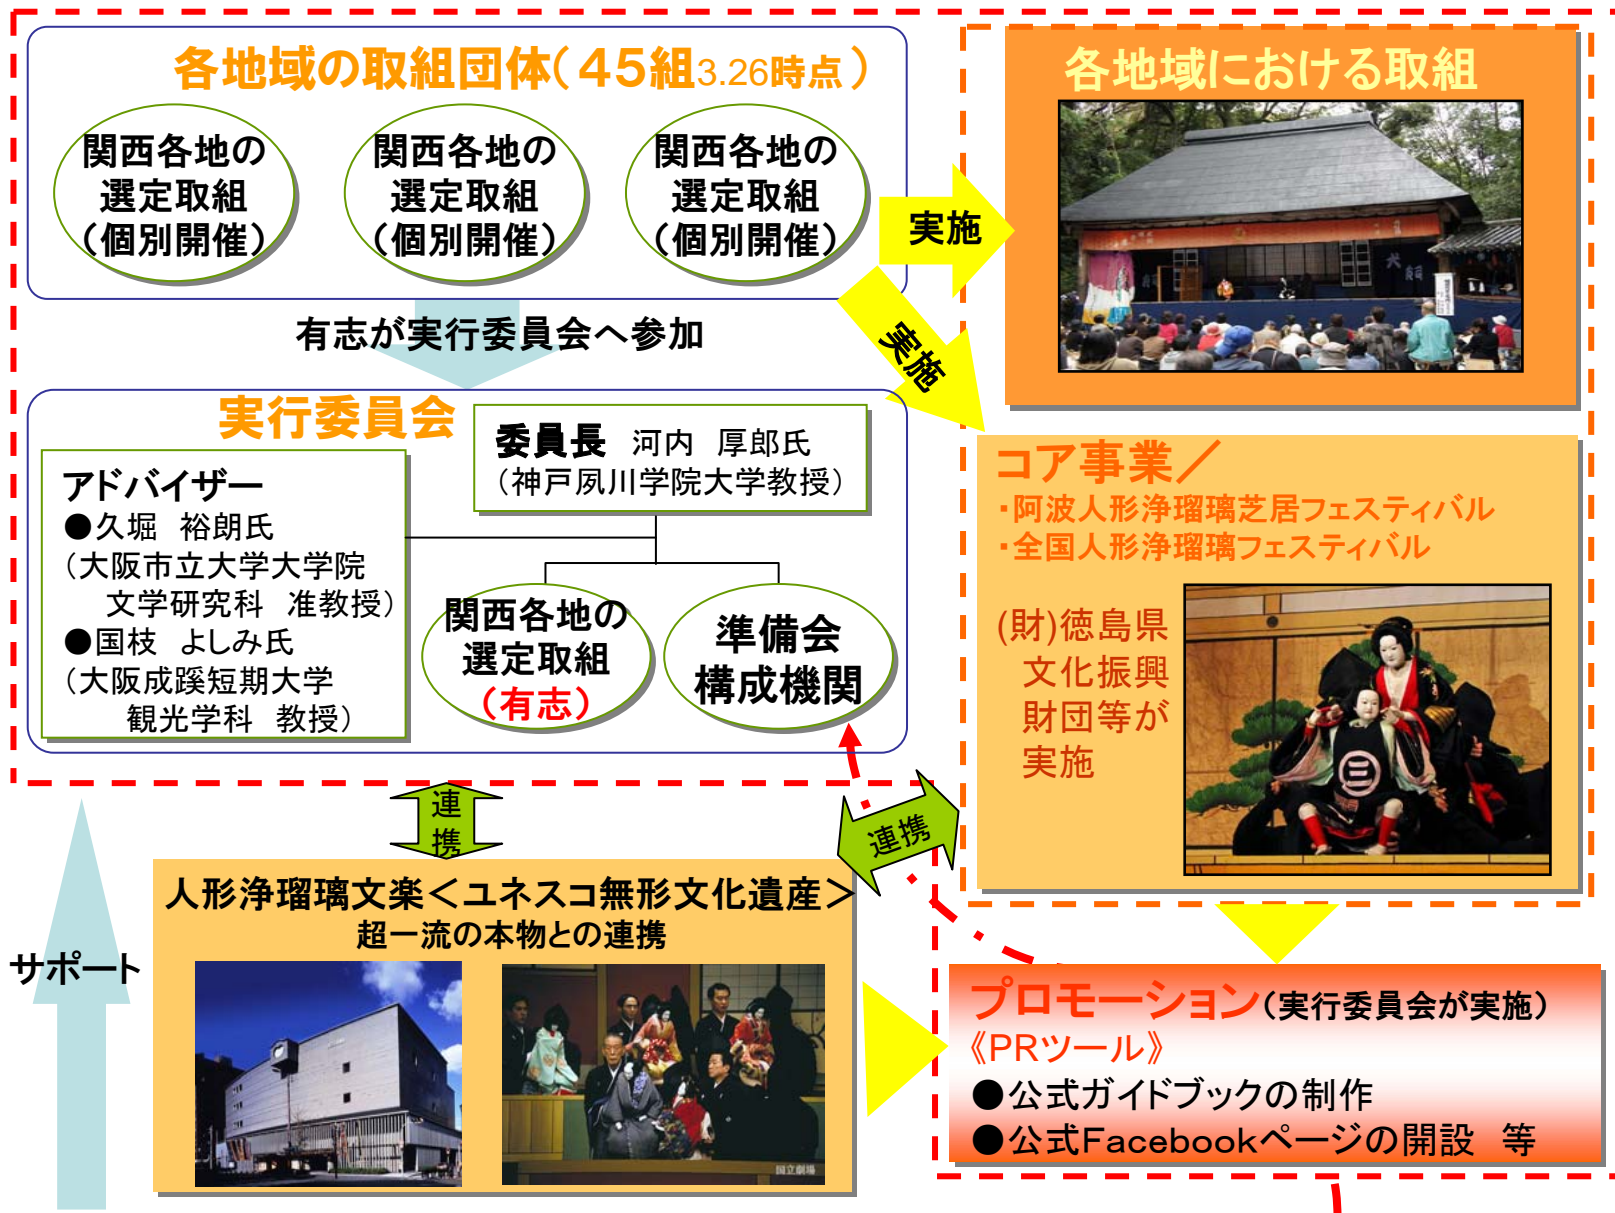 各地域の取組団体(45組3.26時点)
関西各地の
選定取組
(個別開催)
関西各地の
選定取組
(個別開催)
関西各地の
選定取組
(個別開催)
実施
実施
有志が実行委員会へ参加
各地域における取組
実行委員会
委員長 河内 厚郎氏
(神戸夙川学院大学教授)
アドバイザー
●久堀 裕朗氏
(大阪市立大学大学院
文学研究科 准教授)
●国枝 よしみ氏
(大阪成蹊短期大学
観光学科 教授)
関西各地の
選定取組
(有志)
準備会
構成機関
コア事業/
・阿波人形浄瑠璃芝居フェスティバル
・全国人形浄瑠璃フェスティバル
(財)徳島県
文化振興
財団等が
実施
連
携
連携
サポート
人形浄瑠璃文楽<ユネスコ無形文化遺産>
超一流の本物との連携
国立劇場
プロモーション(実行委員会が実施)
《PRツール》
●公式ガイドブックの制作
●公式Facebookページの開設 等